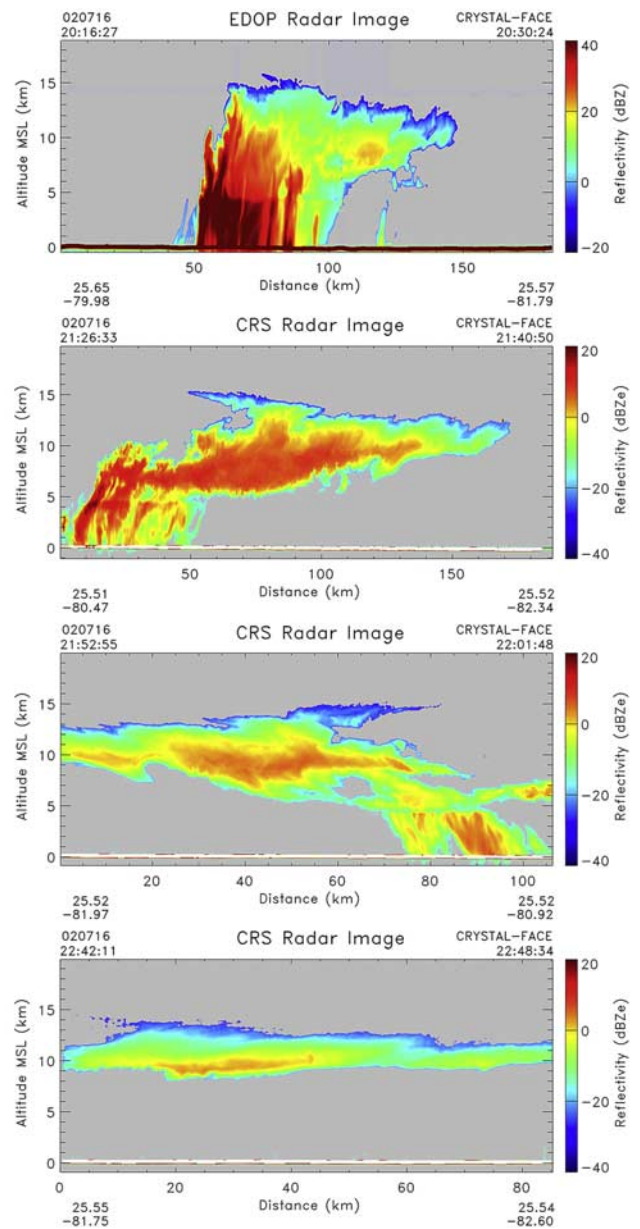 020716 EDOP Radar Image CRYSTAL-FACE
20:16:27 20:30:24
Altitude MSL (km)
15
10
5
0
50 100 150
Distance (km)
25.65 25.57
-79.98 -81.79
40
20
0
-20
Reflectivity (dBZ)
020716 CRS Radar Image CRYSTAL-FACE
21:26:33 21:40:50
Altitude MSL (km)
15
10
5
0
50 100 150
Distance (km)
25.51 25.52
-80.47 -82.34
20
0
-20
-40
Reflectivity (dBZe)
020716 CRS Radar Image CRYSTAL-FACE
21:52:55 22:01:48
Altitude MSL (km)
15
10
5
0
20 40 60 80 100
Distance (km)
25.52 25.52
-81.97 -80.92
20
0
-20
-40
Reflectivity (dBZe)
020716 CRS Radar Image CRYSTAL-FACE
22:42:11 22:48:34
Altitude MSL (km)
15
10
5
0
0 20 40 60 80
Distance (km)
25.55 25.54
-81.75 -82.60
20
0
-20
-40
Reflectivity (dBZe)